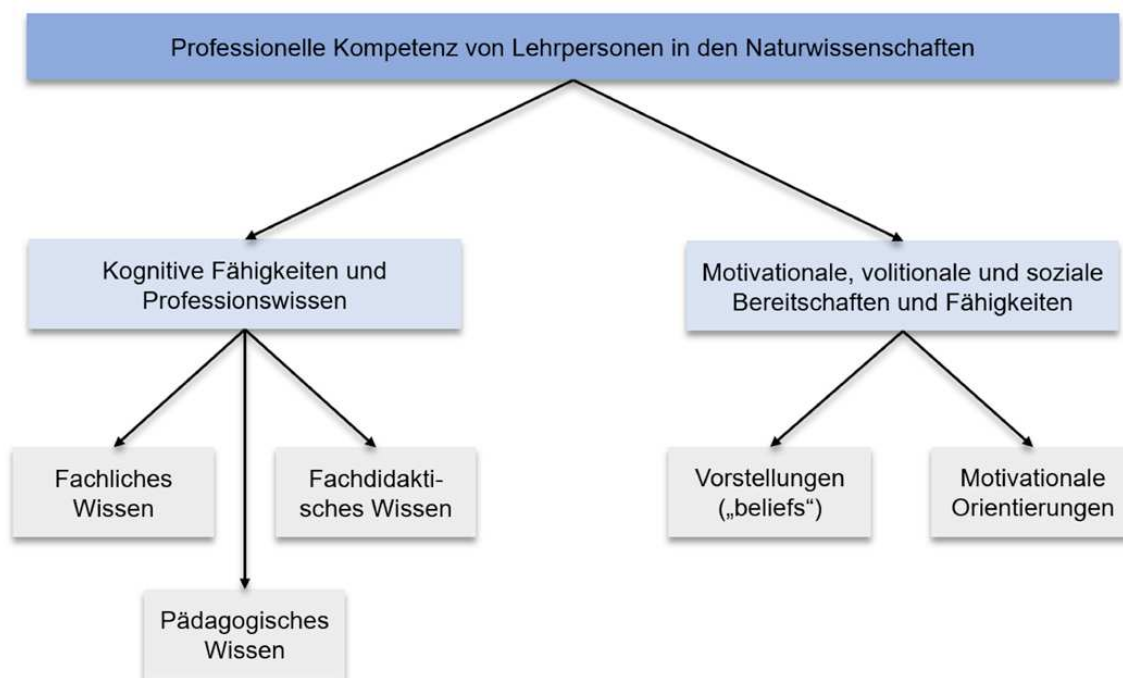 Professionelle Kompetenz von Lehrpersonen in den Naturwissenschaften
Kognitive Fähigkeiten und
Professionswissen
Motivationale, volitionale und soziale
Bereitschaften und Fähigkeiten
Fachliches
Wissen
Fachdidakti-
sches Wissen
Vorstellungen
(„beliefs“)
Motivationale
Orientierungen
Pädagogisches
Wissen